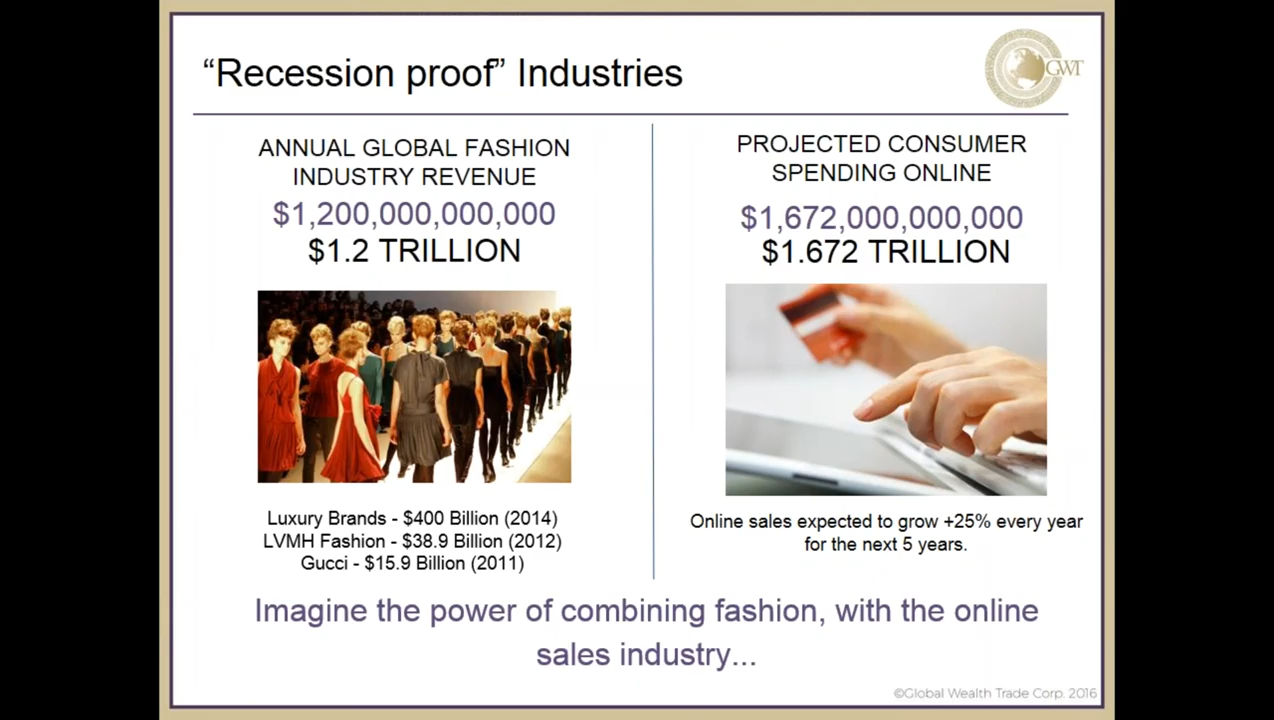 “Recession proof” Industries
GWT
ANNUAL GLOBAL FASHION
INDUSTRY REVENUE
$1,200,000,000,000
$1.2 TRILLION
Luxury Brands - $400 Billion (2014)
LVMH Fashion - $38.9 Billion (2012)
Gucci - $15.9 Billion (2011)
PROJECTED CONSUMER
SPENDING ONLINE
$1,672,000,000,000
$1.672 TRILLION
Online sales expected to grow +25% every year
for the next 5 years.
Imagine the power of combining fashion, with the online
sales industry...
©Global Wealth Trade Corp. 2016